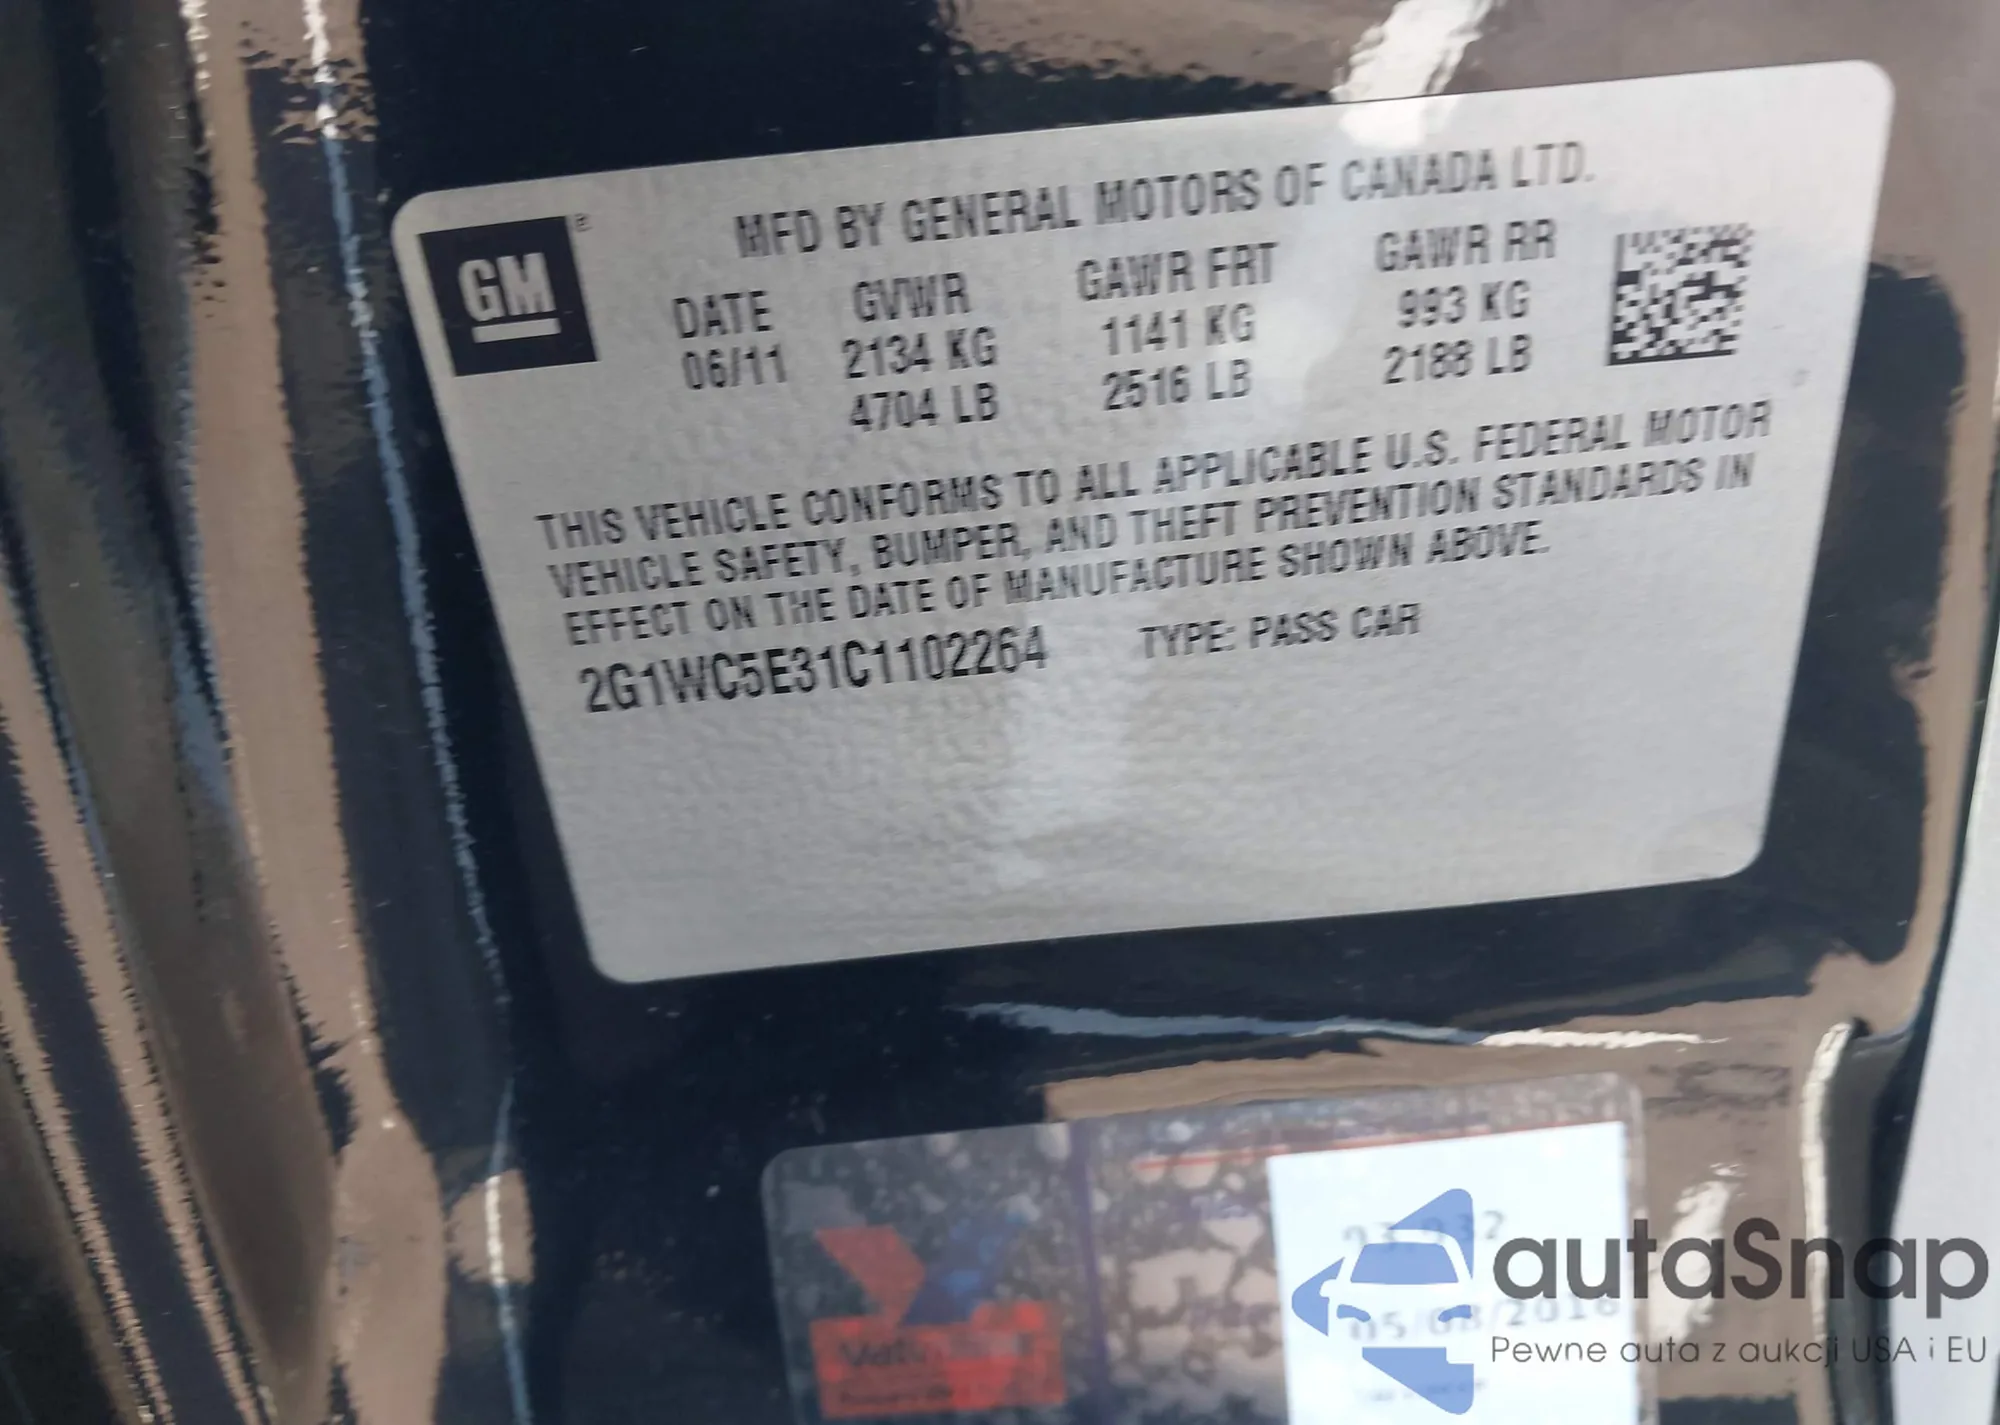 GM
MFD BY GENERAL MOTORS OF CANADA LTD.
DATE GVWR GAWR FRT GAWR RR
06/11 2134 KG 1141 KG 993 KG
4704 LB 2516 LB 2188 LB
THIS VEHICLE CONFORMS TO ALL APPLICABLE U.S. FEDERAL MOTOR
VEHICLE SAFETY, BUMPER, AND THEFT PREVENTION STANDARDS IN
EFFECT ON THE DATE OF MANUFACTURE SHOWN ABOVE.
2G1WC5E31C1102264 TYPE: PASS CAR
autaSnap
Pewne auta z aukcji USA i EU